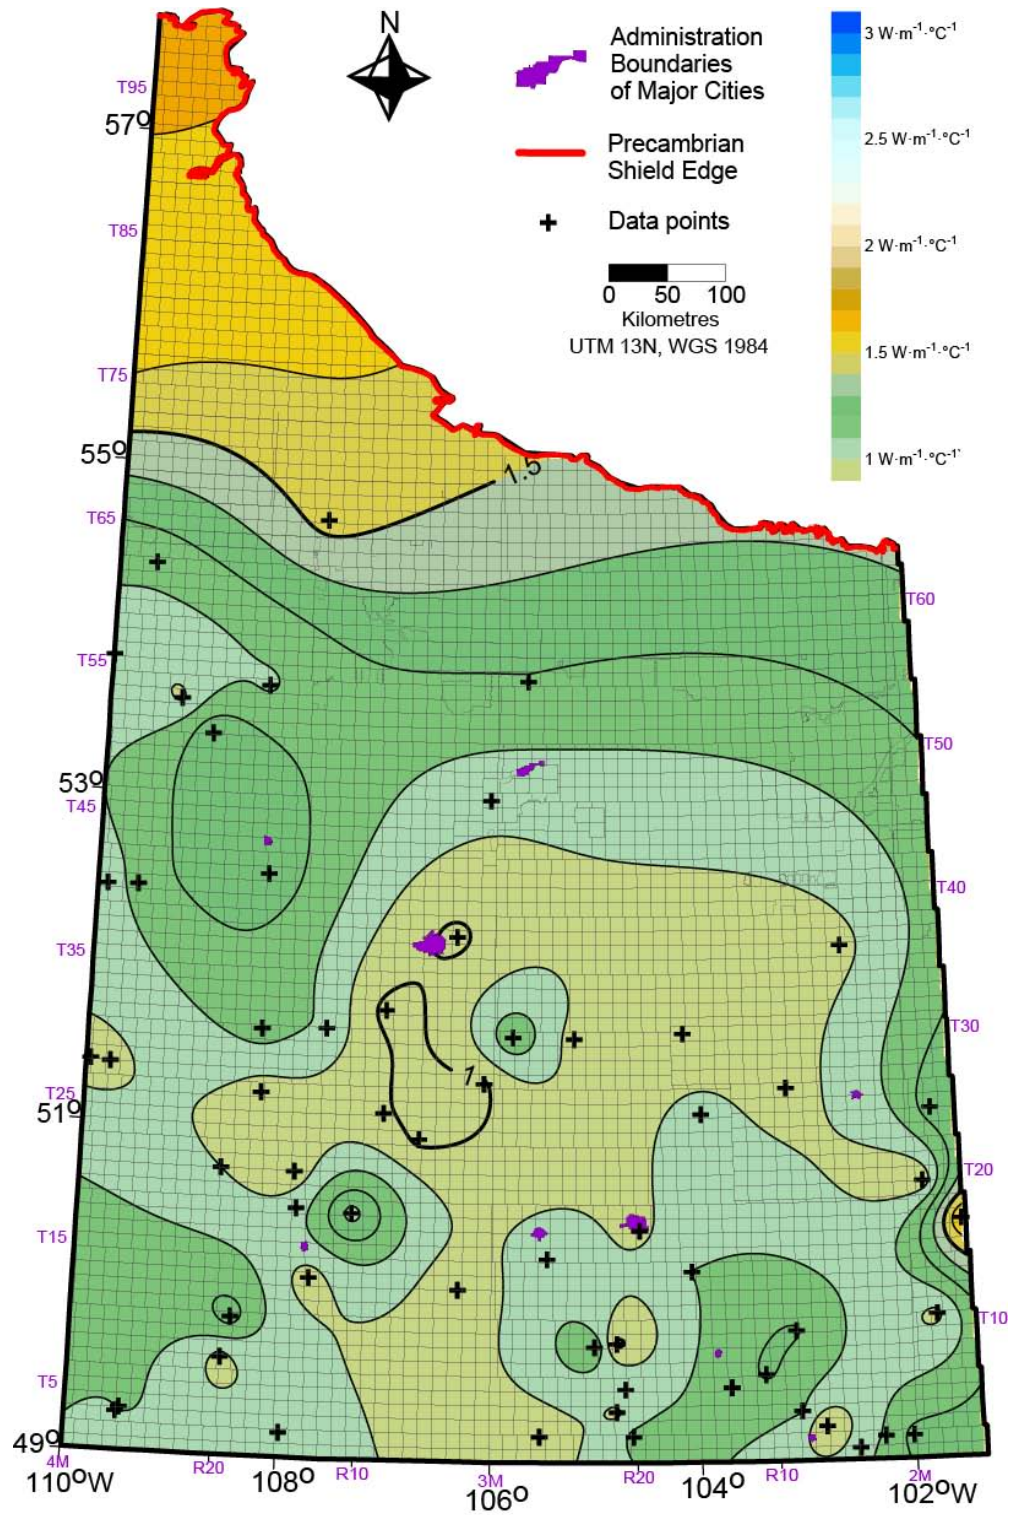 N
Administration
Boundaries
of Major Cities
Precambrian
Shield Edge
Data points
0 50 100
Kilometres
UTM 13N, WGS 1984
3 W·m⁻¹·°C⁻¹
2.5 W·m⁻¹·°C⁻¹
2 W·m⁻¹·°C⁻¹
1.5 W·m⁻¹·°C⁻¹
1 W·m⁻¹·°C⁻¹`
T95
57º
T85
T75
55º
1.5
T65
T60
T55
T50
53º
T45
T40
T35
T30
1
T25
51º
T20
T15
T10
T5
49º
4M R20 R10 3M R20 R10 2M
110ºW 108º 106º 104º 102ºW